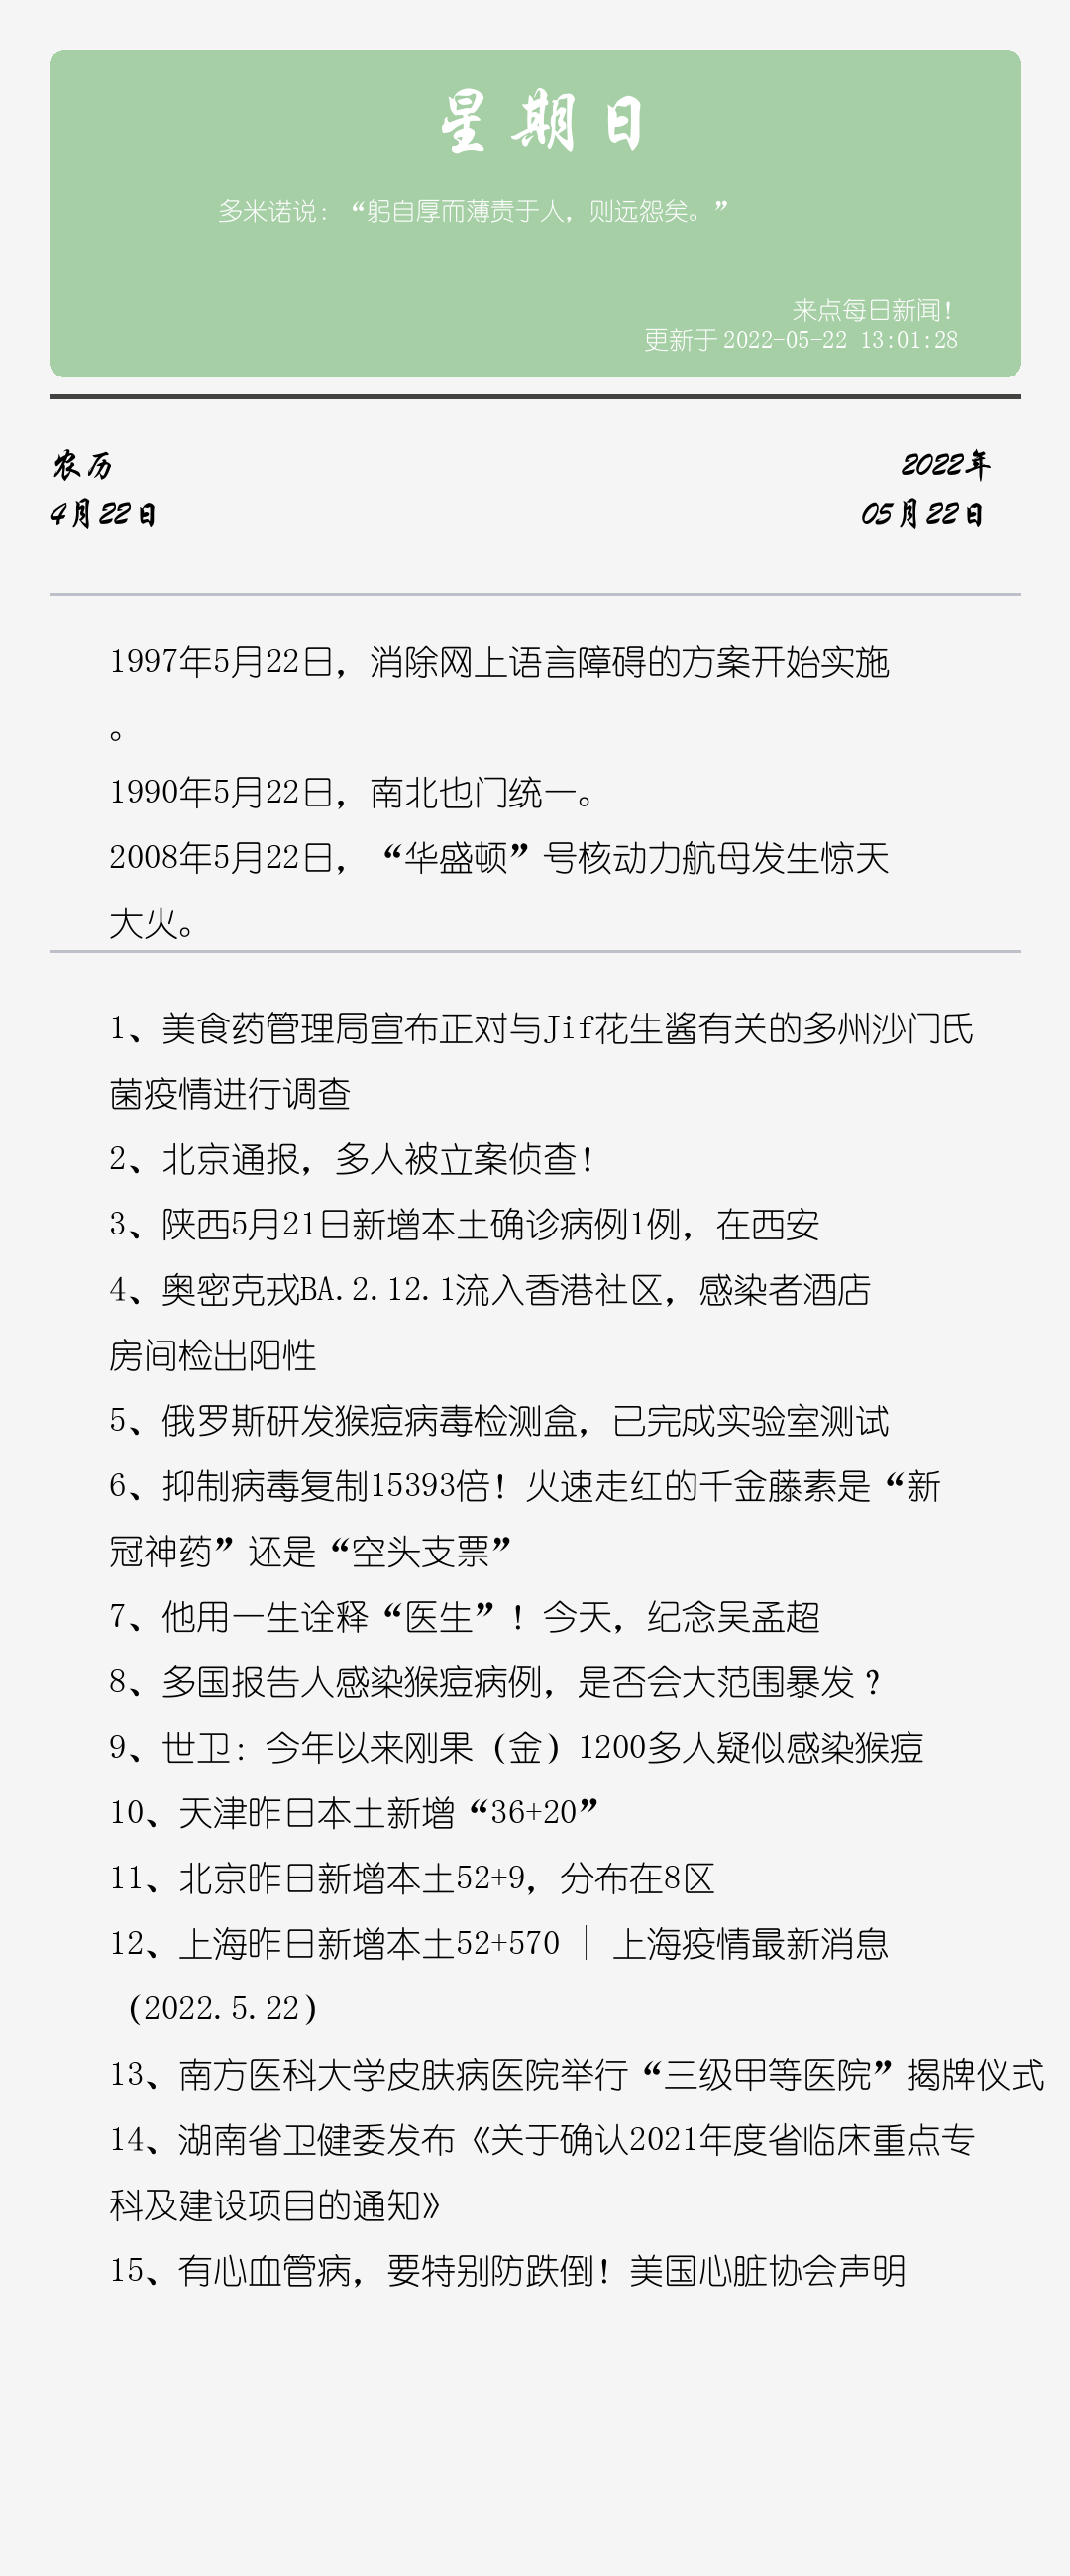 星期日
多米诺说：“躬自厚而薄责于人，则远怨矣。”
来点每日新闻！
更新于 2022-05-22 13:01:28
农历
2022年
4月22日
05月22日
1997年5月22日，消除网上语言障碍的方案开始实施
。
1990年5月22日，南北也门统一。
2008年5月22日，“华盛顿”号核动力航母发生惊天
大火。
1、美食药管理局宣布正对与Jif花生酱有关的多州沙门氏
菌疫情进行调查
2、北京通报，多人被立案侦查！
3、陕西5月21日新增本土确诊病例1例，在西安
4、奥密克戎BA.2.12.1流入香港社区，感染者酒店
房间检出阳性
5、俄罗斯研发猴痘病毒检测盒，已完成实验室测试
6、抑制病毒复制15393倍！火速走红的千金藤素是“新
冠神药”还是“空头支票”
7、他用一生诠释“医生”！今天，纪念吴孟超
8、多国报告人感染猴痘病例，是否会大范围暴发？
9、世卫：今年以来刚果（金）1200多人疑似感染猴痘
10、天津昨日本土新增“36+20”
11、北京昨日新增本土52+9，分布在8区
12、上海昨日新增本土52+570 │ 上海疫情最新消息
（2022.5.22）
13、南方医科大学皮肤病医院举行“三级甲等医院”揭牌仪式
14、湖南省卫健委发布《关于确认2021年度省临床重点专
科及建设项目的通知》
15、有心血管病，要特别防跌倒！美国心脏协会声明